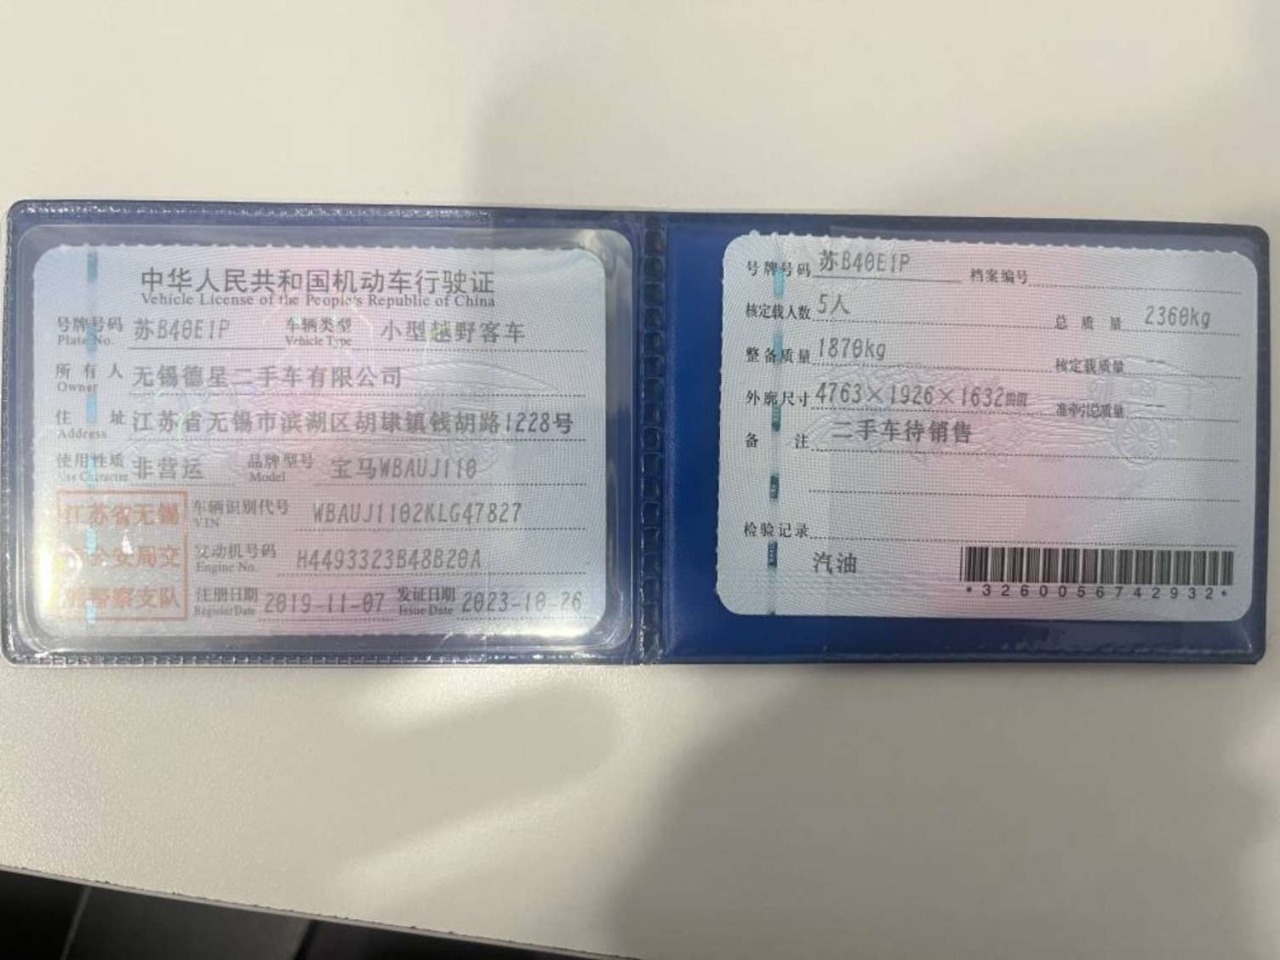 中华人民共和国机动车行驶证
Vehicle License of the People's Republic of China
号牌号码 苏B40E1P 车辆类型 小型越野客车
Plate No. Vehicle Type
所有人 无锡德星二手车有限公司
Owner
住址 江苏省无锡市滨湖区胡埭镇钱胡路1228号
Address
使用性质 非营运 品牌型号 宝马WBAUJ110
Use Character Model
江苏省无锡
市公安局交
通警察支队
车辆识别代号 WBAUJ1102KLG47827
VIN
发动机号码 H4493323B48B20A
Engine No.
注册日期 2019-11-07 发证日期 2023-10-26
Register Date Issue Date
号牌号码 苏B40E1P 档案编号
核定载人数 5人 总质量 2360kg
整备质量 1870kg 核定载质量 --
外廓尺寸 4763×1926×1632mm 准牵引总质量 --
备注 二手车待销售
检验记录
汽油
*3260056742932*